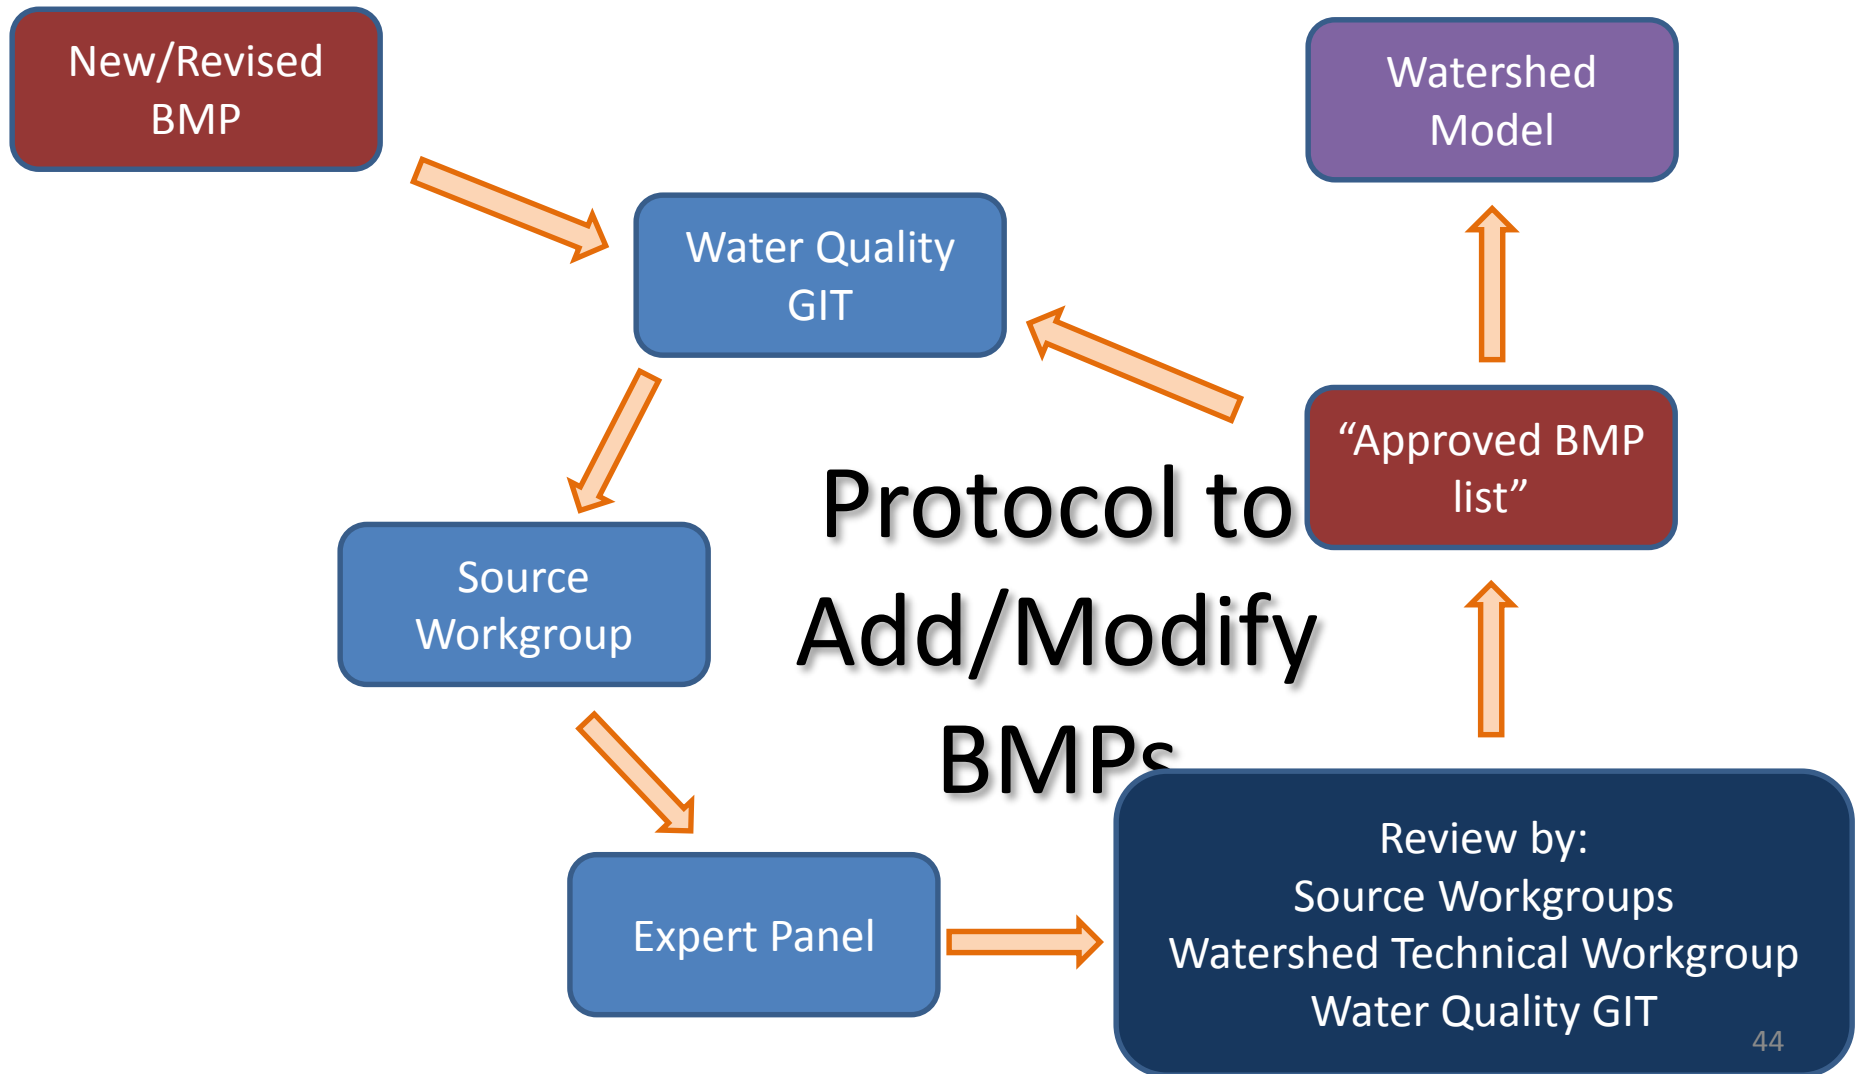 New/Revised
BMP
Watershed
Model
Water Quality
GIT
“Approved BMP
list”
Protocol to
Add/Modify
BMPs
Source
Workgroup
Expert Panel
Review by:
Source Workgroups
Watershed Technical Workgroup
Water Quality GIT
44